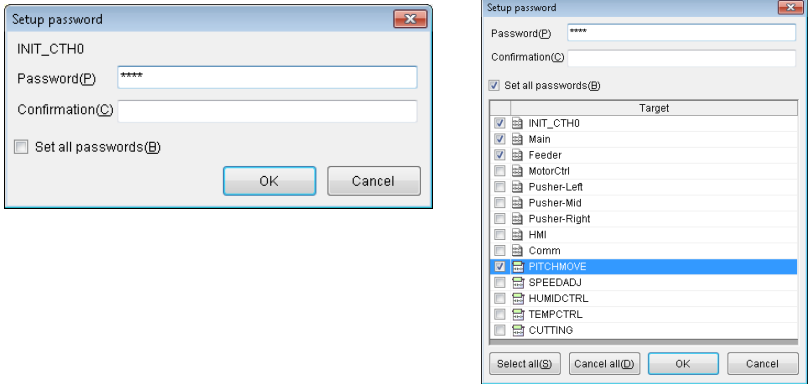 Setup password
INIT_CTH0
Password(P) ****
Confirmation(C)
Set all passwords(B)
OK Cancel
Setup password
Password(P) ****
Confirmation(C)
Set all passwords(B)
Target
INIT_CTH0
Main
Feeder
MotorCtrl
Pusher-Left
Pusher-Mid
Pusher-Right
HMI
Comm
PITCHMOVE
SPEEDADJ
HUMIDCTRL
TEMPCTRL
CUTTING
Select all(S) Cancel all(D) OK Cancel